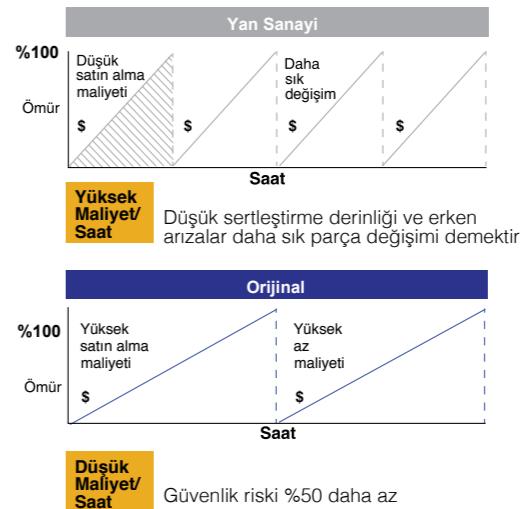 Yan Sanayi
%100
Ömür
Düşük
satın alma
maliyeti
Daha
sık
değişim
$
$
$
$
Saat
Yüksek
Maliyet/
Saat
Düşük sertleştirme derinliği ve erken
arızalar daha sık parça değişimi demektir
Orijinal
%100
Ömür
Yüksek
satın alma
maliyeti
Yüksek
az
maliyeti
$
$
Saat
Düşük
Maliyet/
Saat
Güvenlik riski %50 daha az